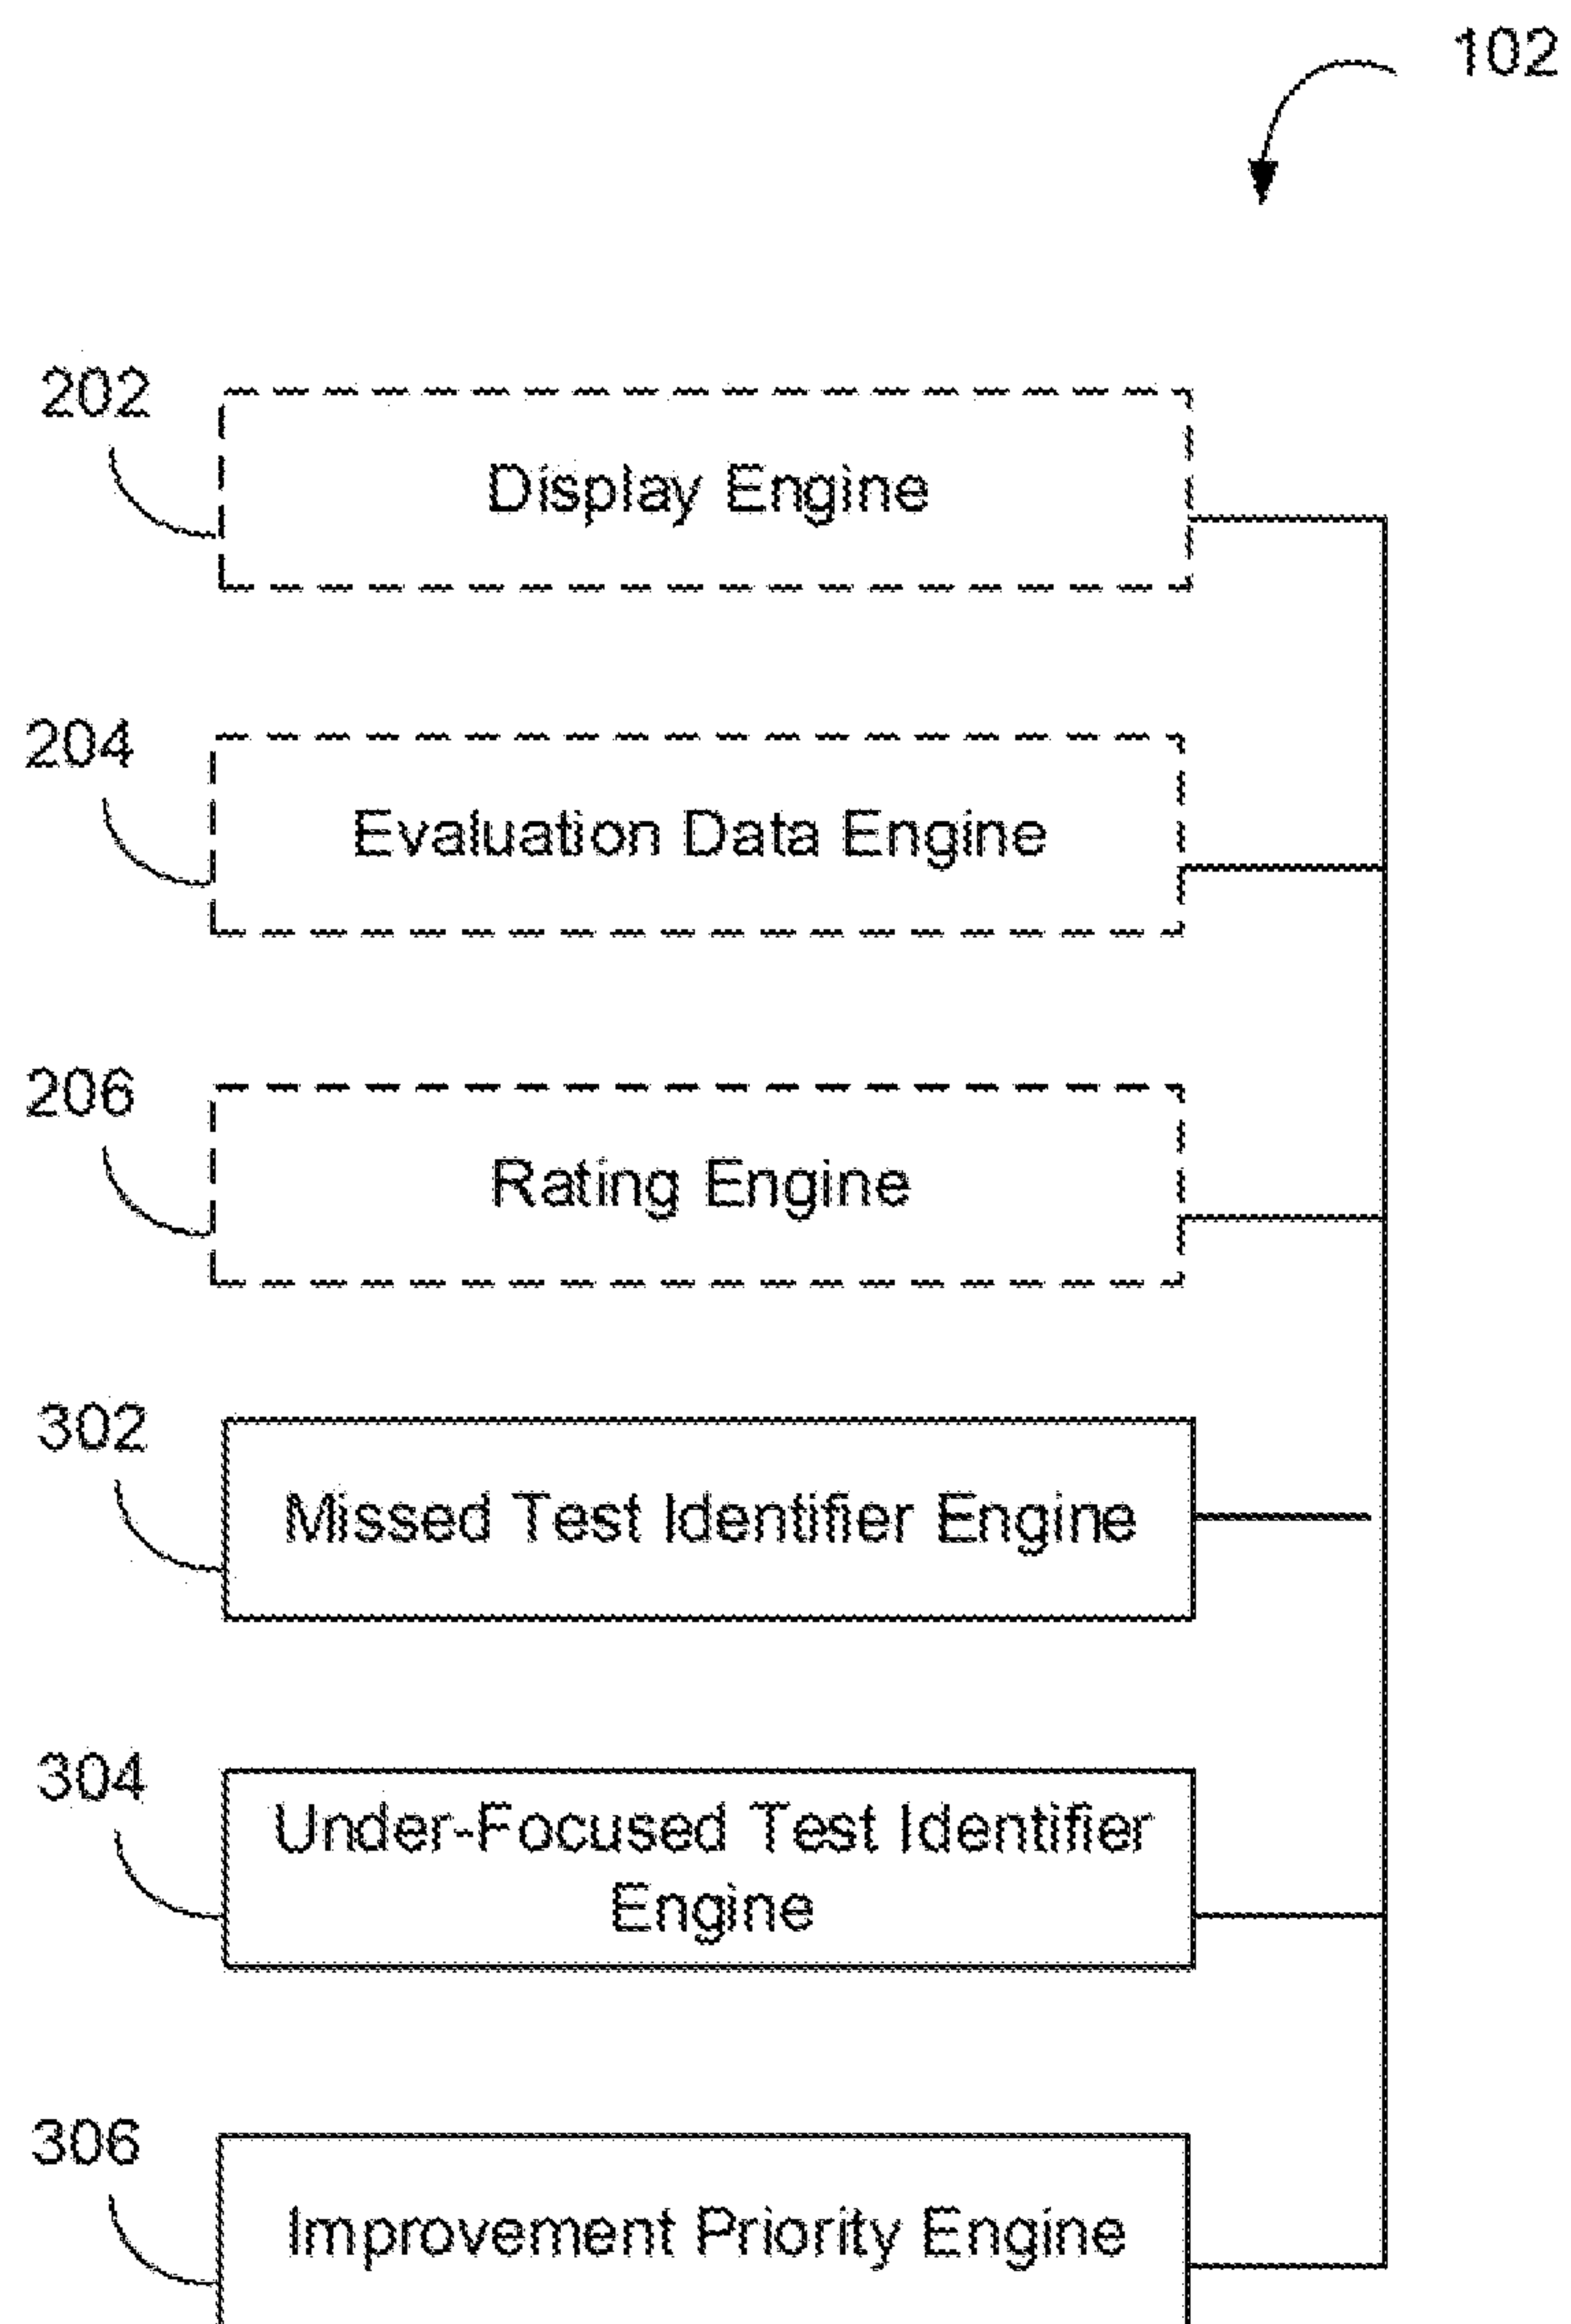 102
202
Display Engine
204
Evaluation Data Engine
206
Rating Engine
302
Missed Test Identifier Engine
304
Under-Focused Test Identifier
Engine
306
Improvement Priority Engine